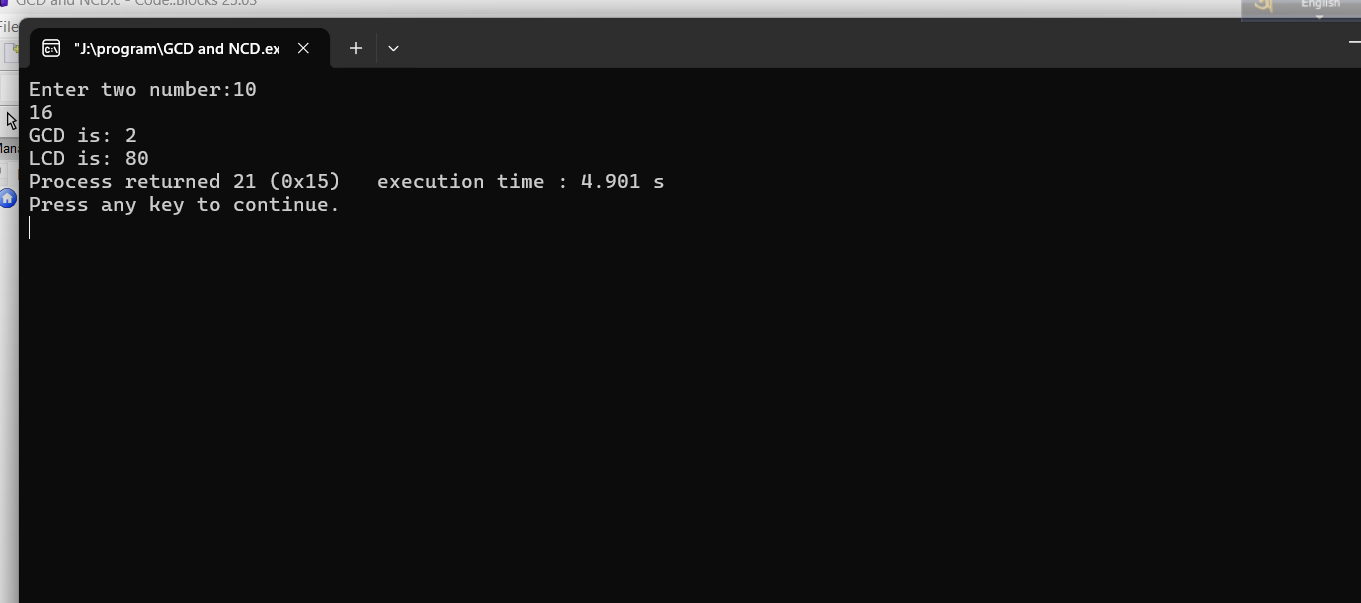 GCD and NCD.c - Code::Blocks 25.03
English
File
"J:\program\GCD and NCD.ex
Enter two number:10
16
GCD is: 2
LCD is: 80
Process returned 21 (0x15)   execution time : 4.901 s
Press any key to continue.